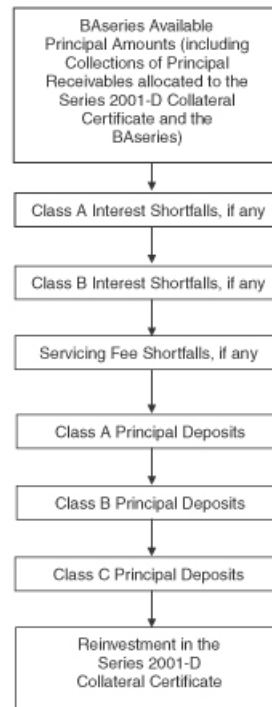 BAseries Available
Principal Amounts (including
Collections of Principal
Receivables allocated to the
Series 2001-D Collateral
Certificate and the
BAseries)
Class A Interest Shortfalls, if any
Class B Interest Shortfalls, if any
Servicing Fee Shortfalls, if any
Class A Principal Deposits
Class B Principal Deposits
Class C Principal Deposits
Reinvestment in the
Series 2001-D
Collateral Certificate